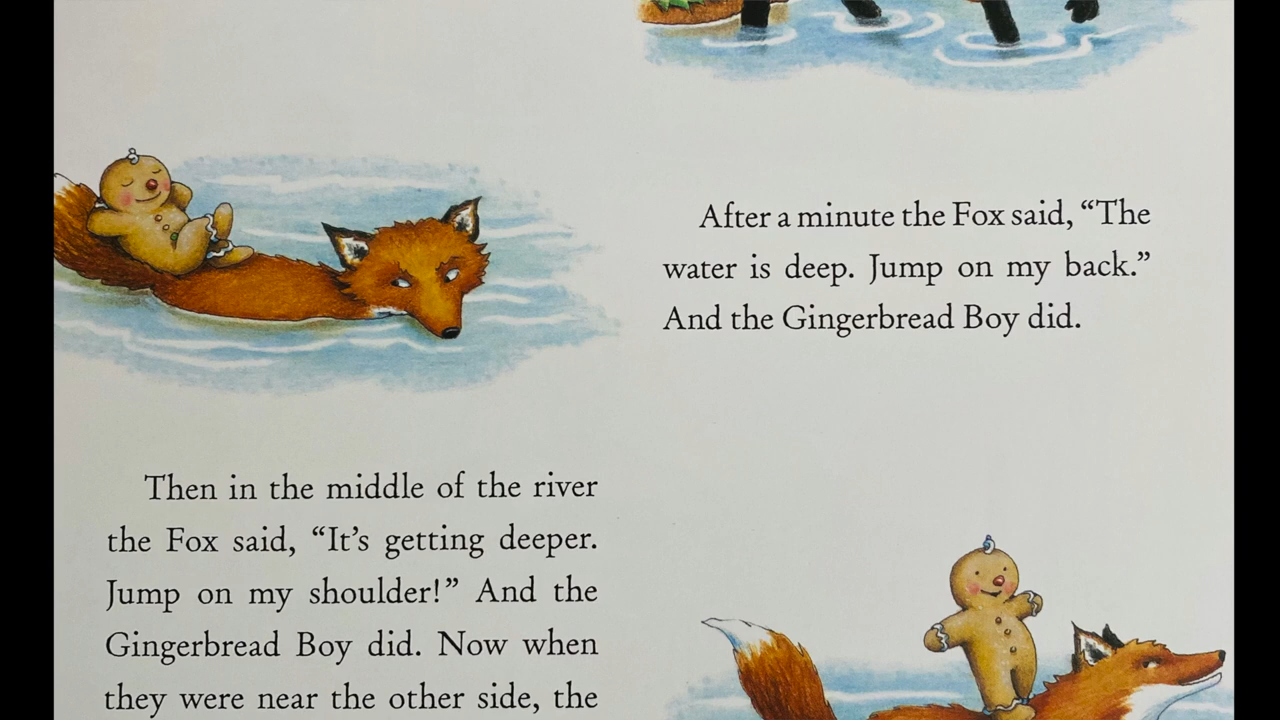 After a minute the Fox said, “The
water is deep. Jump on my back.”
And the Gingerbread Boy did.
Then in the middle of the river
the Fox said, “It’s getting deeper.
Jump on my shoulder!” And the
Gingerbread Boy did. Now when
they were near the other side, the